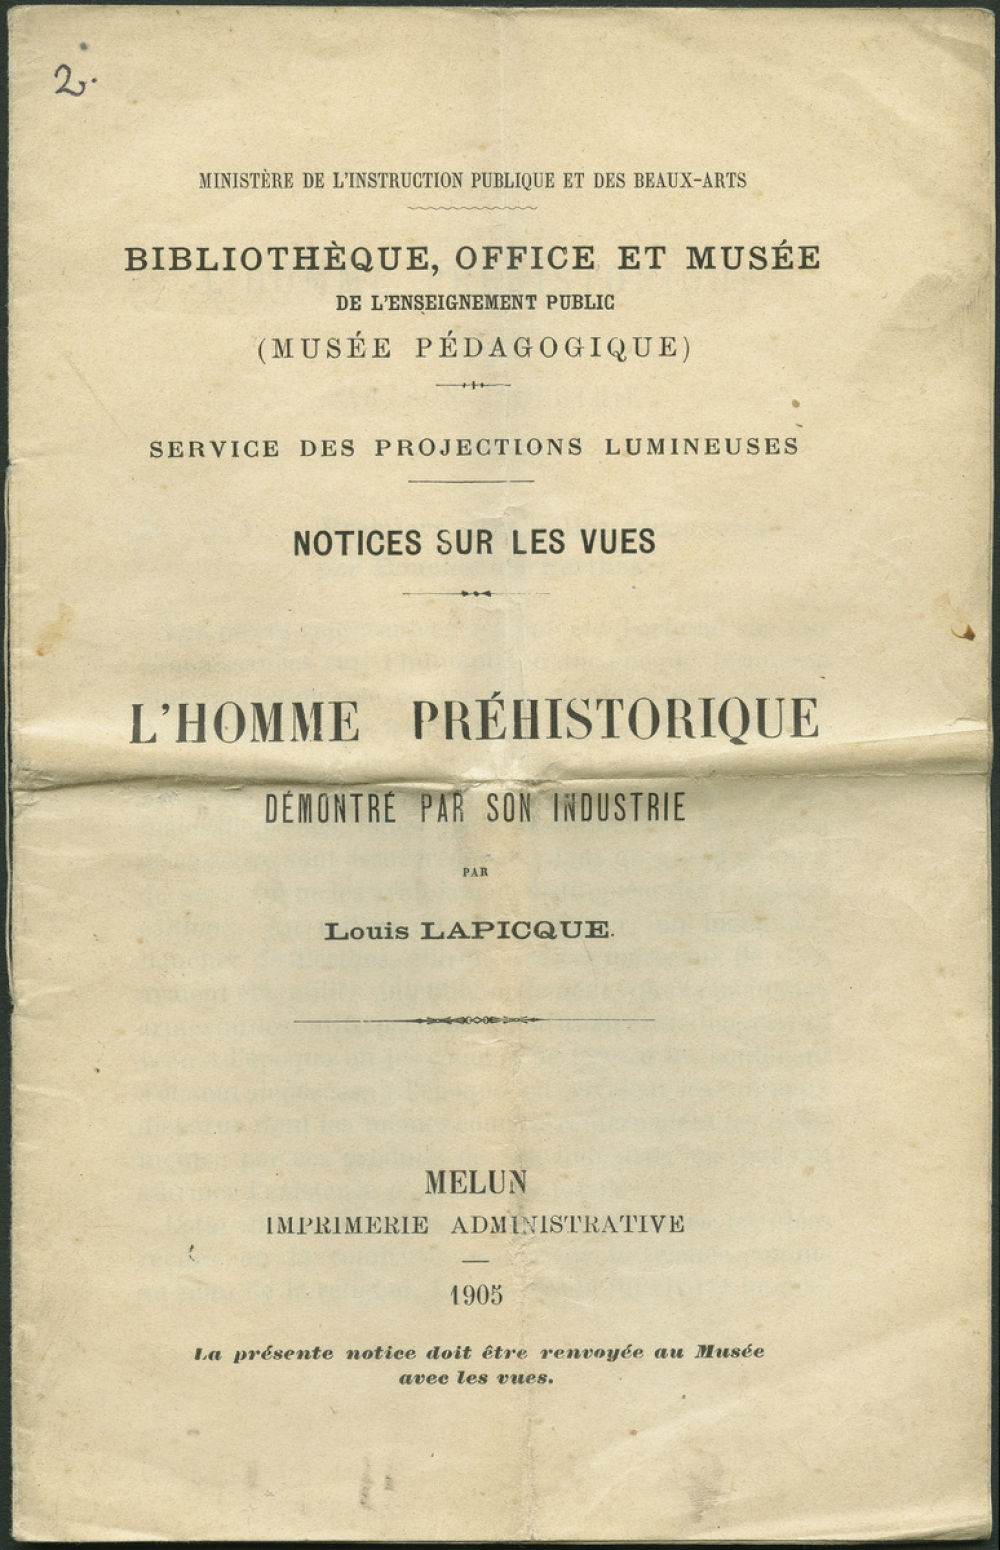 2.
MINISTÈRE DE L'INSTRUCTION PUBLIQUE ET DES BEAUX-ARTS
BIBLIOTHÈQUE, OFFICE ET MUSÉE
DE L'ENSEIGNEMENT PUBLIC
(MUSÉE PÉDAGOGIQUE)
SERVICE DES PROJECTIONS LUMINEUSES
NOTICES SUR LES VUES
L'HOMME PRÉHISTORIQUE
DÉMONTRÉ PAR SON INDUSTRIE
PAR
Louis LAPICQUE.
MELUN
IMPRIMERIE ADMINISTRATIVE
1905
La présente notice doit être renvoyée au Musée
avec les vues.